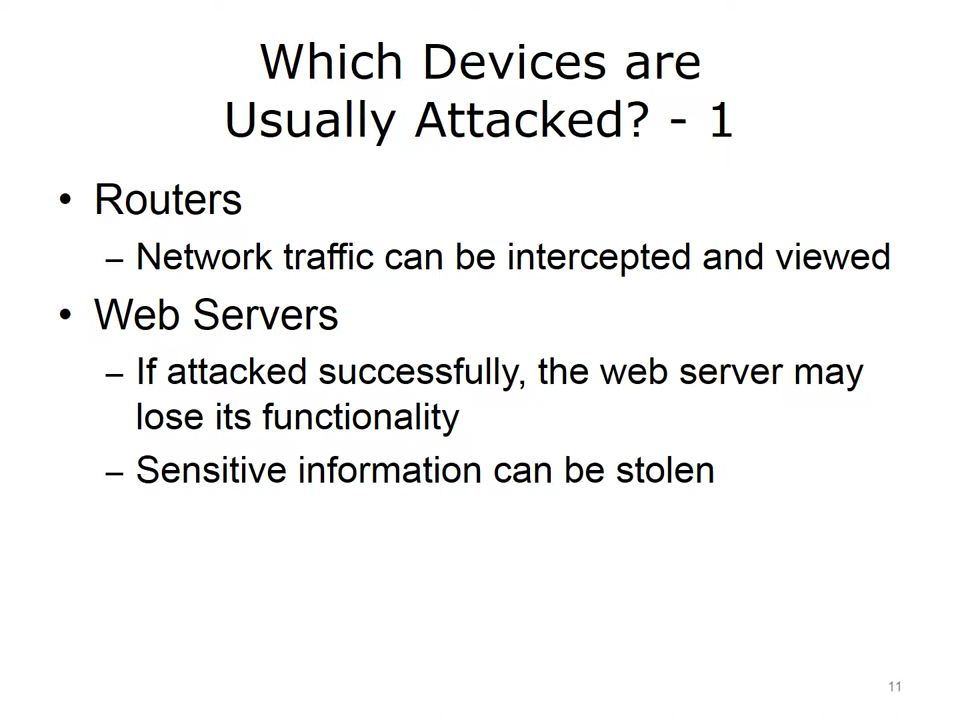 Which Devices are
Usually Attacked? - 1
• Routers
– Network traffic can be intercepted and viewed
• Web Servers
– If attacked successfully, the web server may
lose its functionality
– Sensitive information can be stolen
11